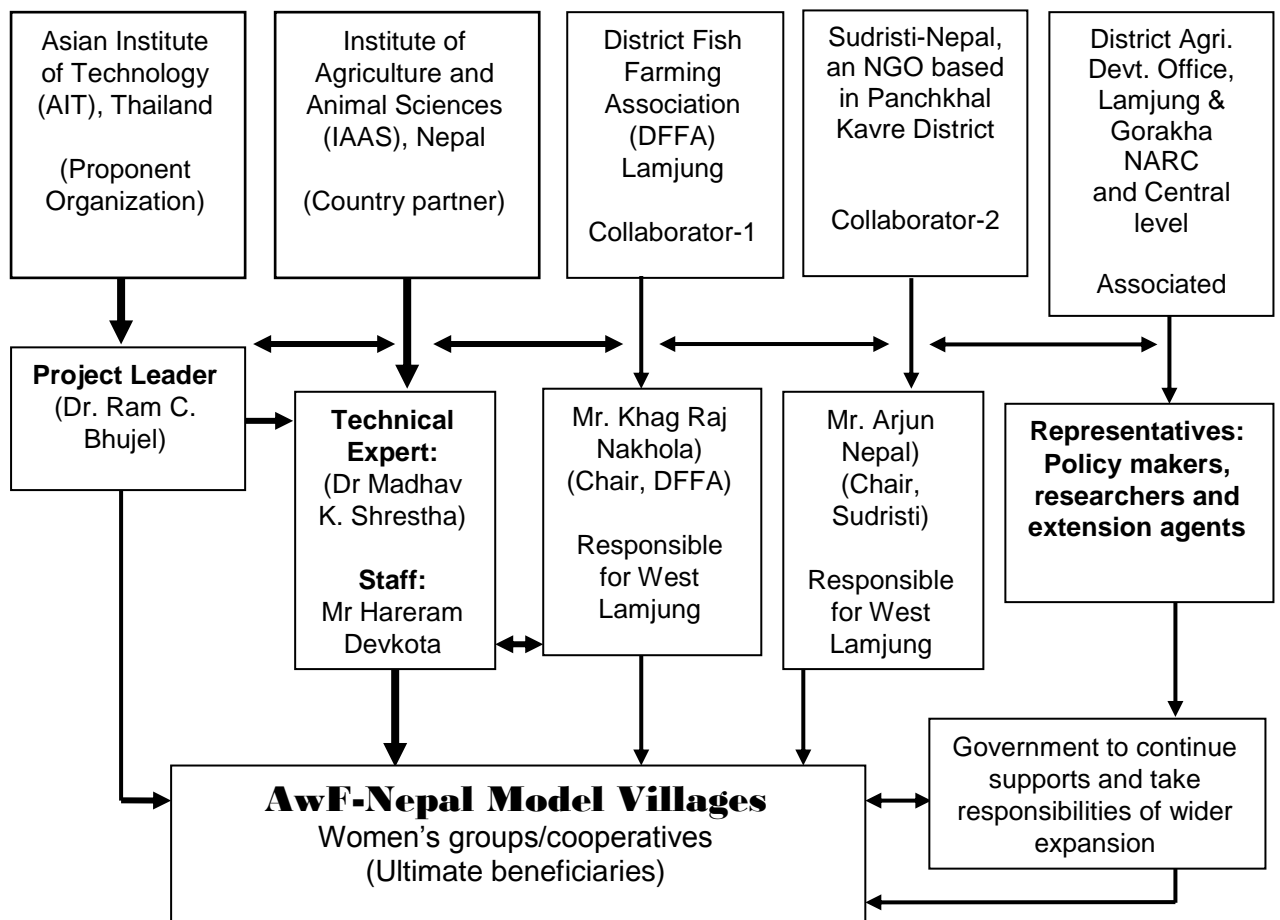 Asian Institute
of Technology
(AIT), Thailand
(Proponent
Organization)
Institute of
Agriculture and
Animal Sciences
(IAAS), Nepal
(Country partner)
District Fish
Farming
Association
(DFFA)
Lamjung
Collaborator-1
Sudristi-Nepal,
an NGO based
in Panchkhal
Kavre District
Collaborator-2
District Agri.
Devt. Office,
Lamjung &
Gorakha
NARC
and Central
level
Associated
Project Leader
(Dr. Ram C.
Bhujel)
Technical
Expert:
(Dr Madhav
K. Shrestha)
Staff:
Mr Hareram
Devkota
Mr. Khag Raj
Nakhola)
(Chair, DFFA)
Responsible
for West
Lamjung
Mr. Arjun
Nepal)
(Chair,
Sudristi)
Responsible
for West
Lamjung
Representatives:
Policy makers,
researchers and
extension agents
AwF-Nepal Model Villages
Women's groups/cooperatives
(Ultimate beneficiaries)
Government to continue
supports and take
responsibilities of wider
expansion